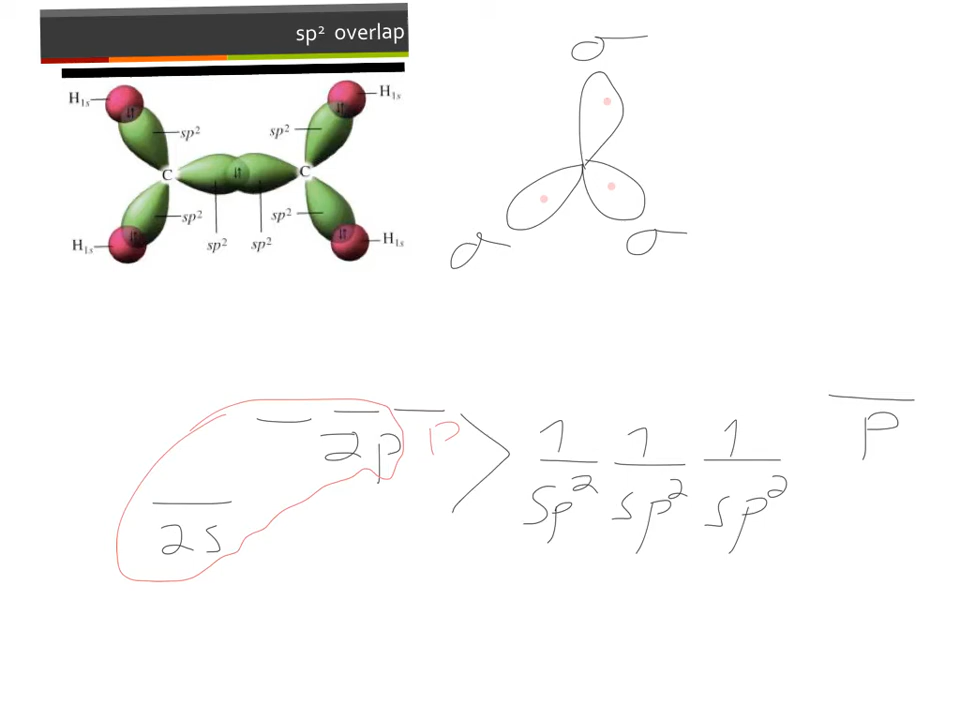 sp² overlap
H₁s
H₁s
sp²
sp²
C
C
sp²
sp²
sp²
sp²
H₁s
H₁s
σ
σ
σ
2p
p
2s
1
1
1
sp²
sp²
sp²
p